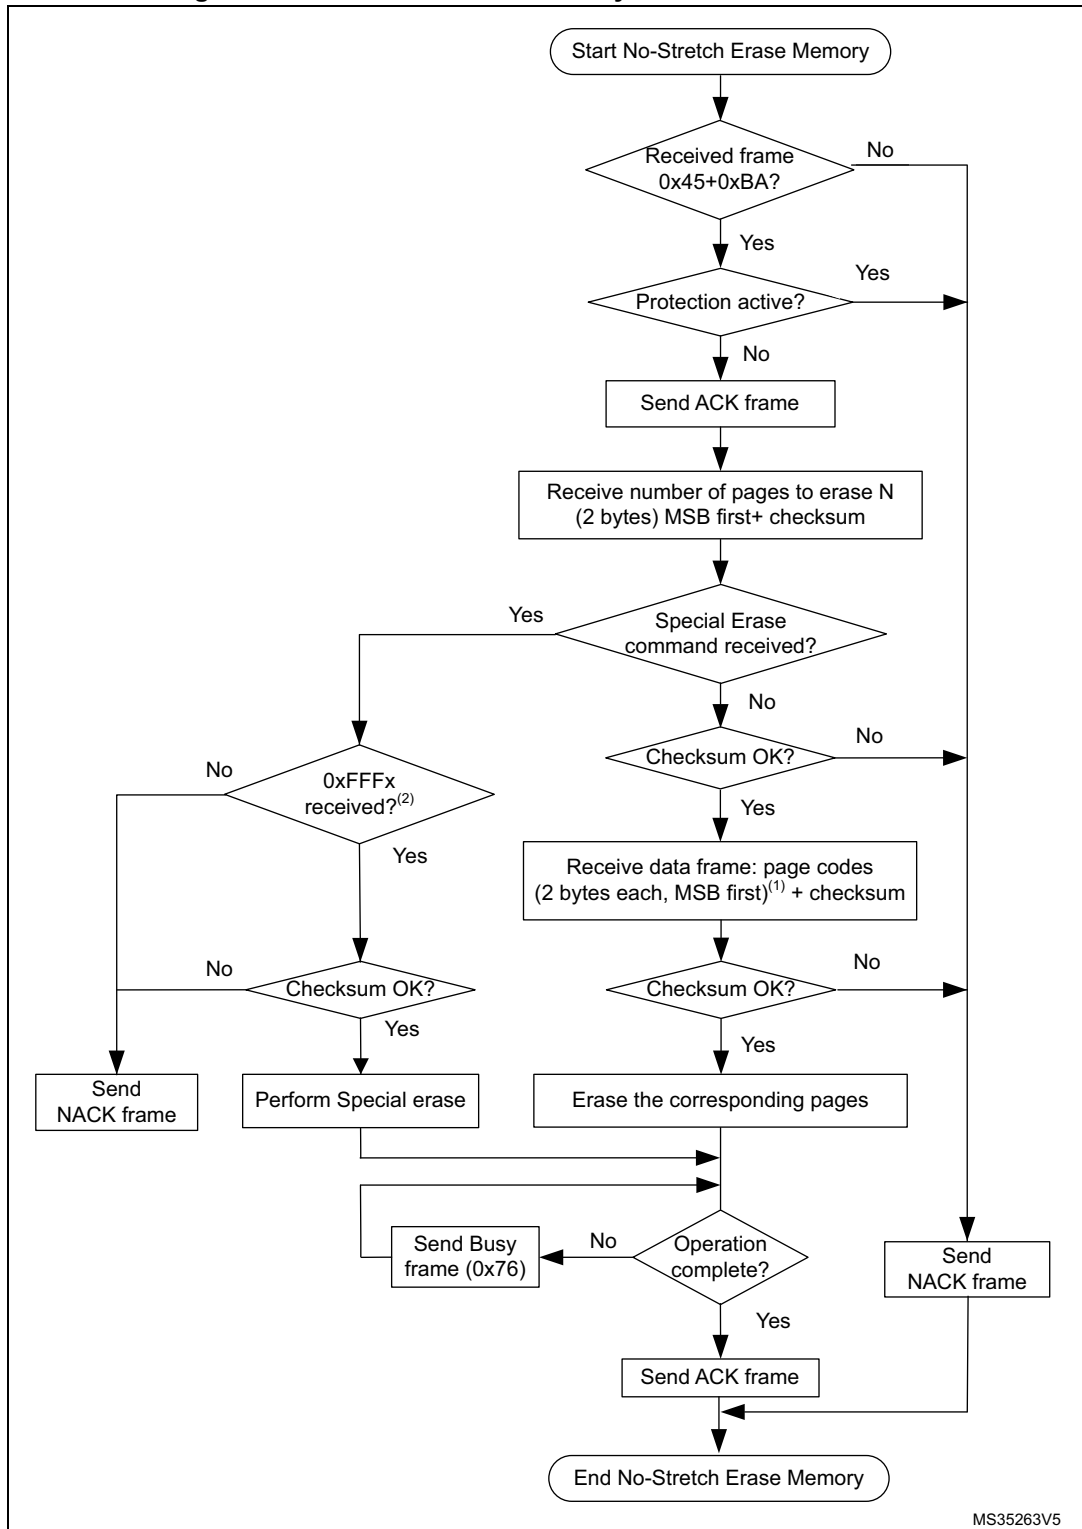 Start No-Stretch Erase Memory
Received frame
0x45+0xBA?
No
Yes
Protection active?
Yes
No
Send ACK frame
Receive number of pages to erase N
(2 bytes) MSB first+ checksum
Special Erase
command received?
Yes
No
0xFFFx
received?(2)
No
Yes
Checksum OK?
No
Yes
Receive data frame: page codes
(2 bytes each, MSB first)(1) + checksum
Checksum OK?
No
Yes
Checksum OK?
No
Yes
Send
NACK frame
Perform Special erase
Erase the corresponding pages
Send Busy
frame (0x76)
No
Operation
complete?
Yes
Send
NACK frame
Send ACK frame
End No-Stretch Erase Memory
MS35263V5